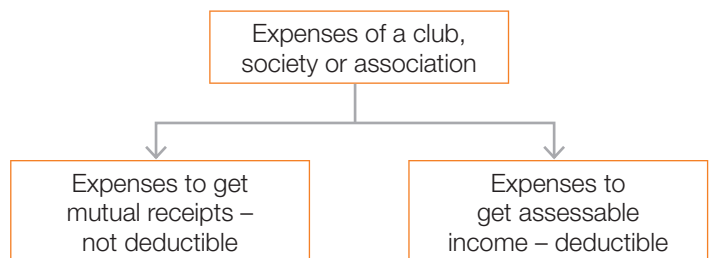 Expenses of a club,
society or association
Expenses to get
mutual receipts –
not deductible
Expenses to
get assessable
income – deductible